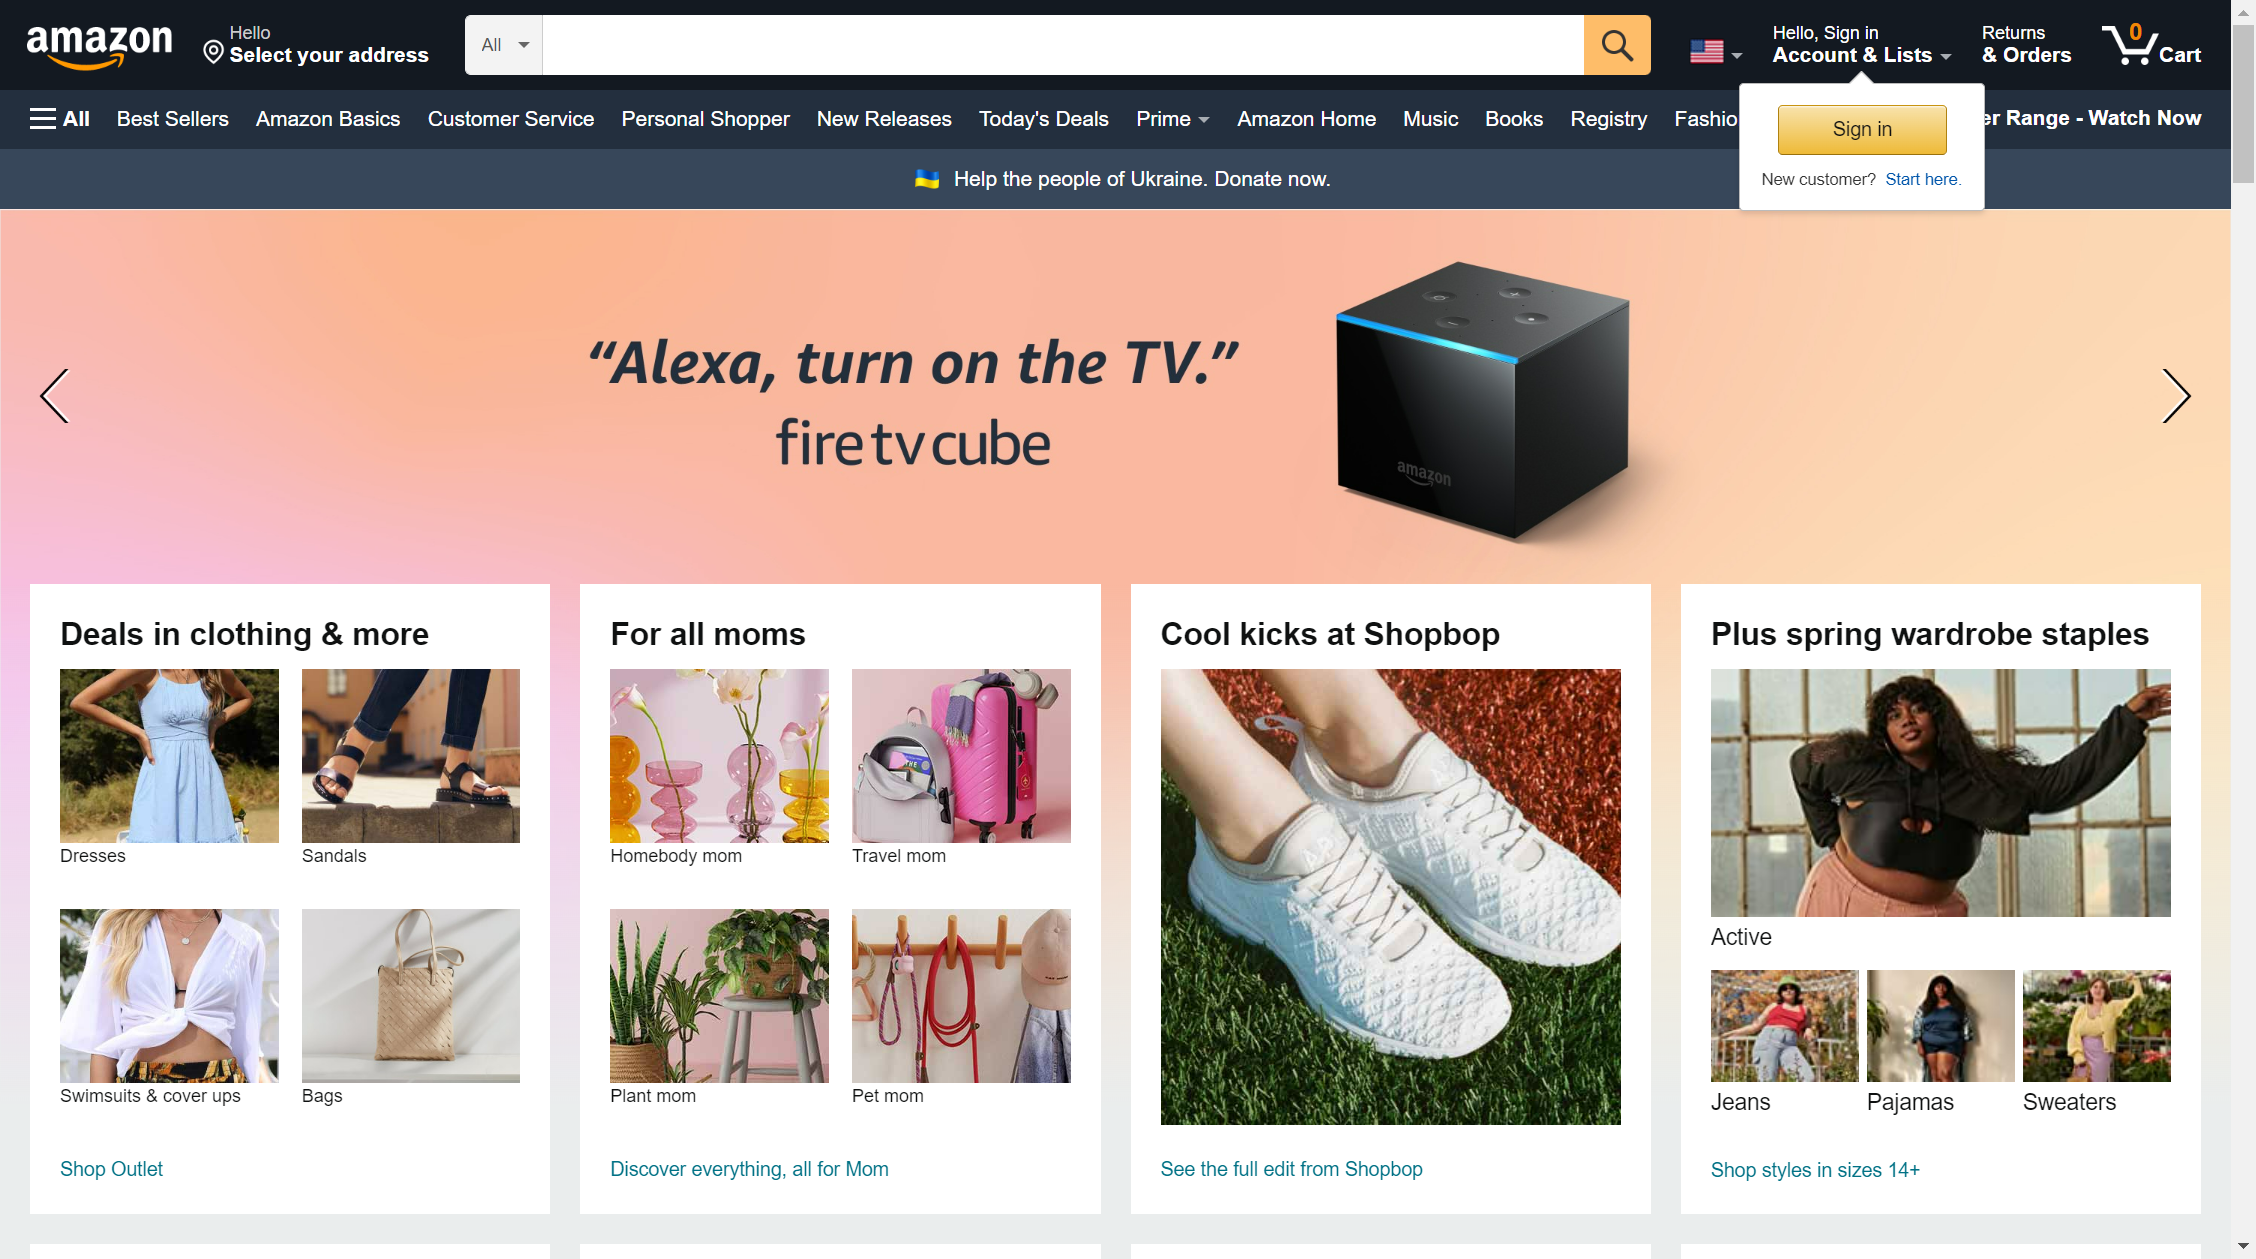 amazon
Hello
Select your address
All
Hello, Sign in
Account & Lists
Returns
& Orders
0
Cart
All
Best Sellers
Amazon Basics
Customer Service
Personal Shopper
New Releases
Today's Deals
Prime
Amazon Home
Music
Books
Registry
Fashio
er Range - Watch Now
Sign in
New customer? Start here.
Help the people of Ukraine. Donate now.
“Alexa, turn on the TV.”
fire tv cube
amazon
Deals in clothing & more
Dresses
Sandals
Swimsuits & cover ups
Bags
Shop Outlet
For all moms
Homebody mom
Travel mom
Plant mom
Pet mom
Discover everything, all for Mom
Cool kicks at Shopbop
See the full edit from Shopbop
Plus spring wardrobe staples
Active
Jeans
Pajamas
Sweaters
Shop styles in sizes 14+